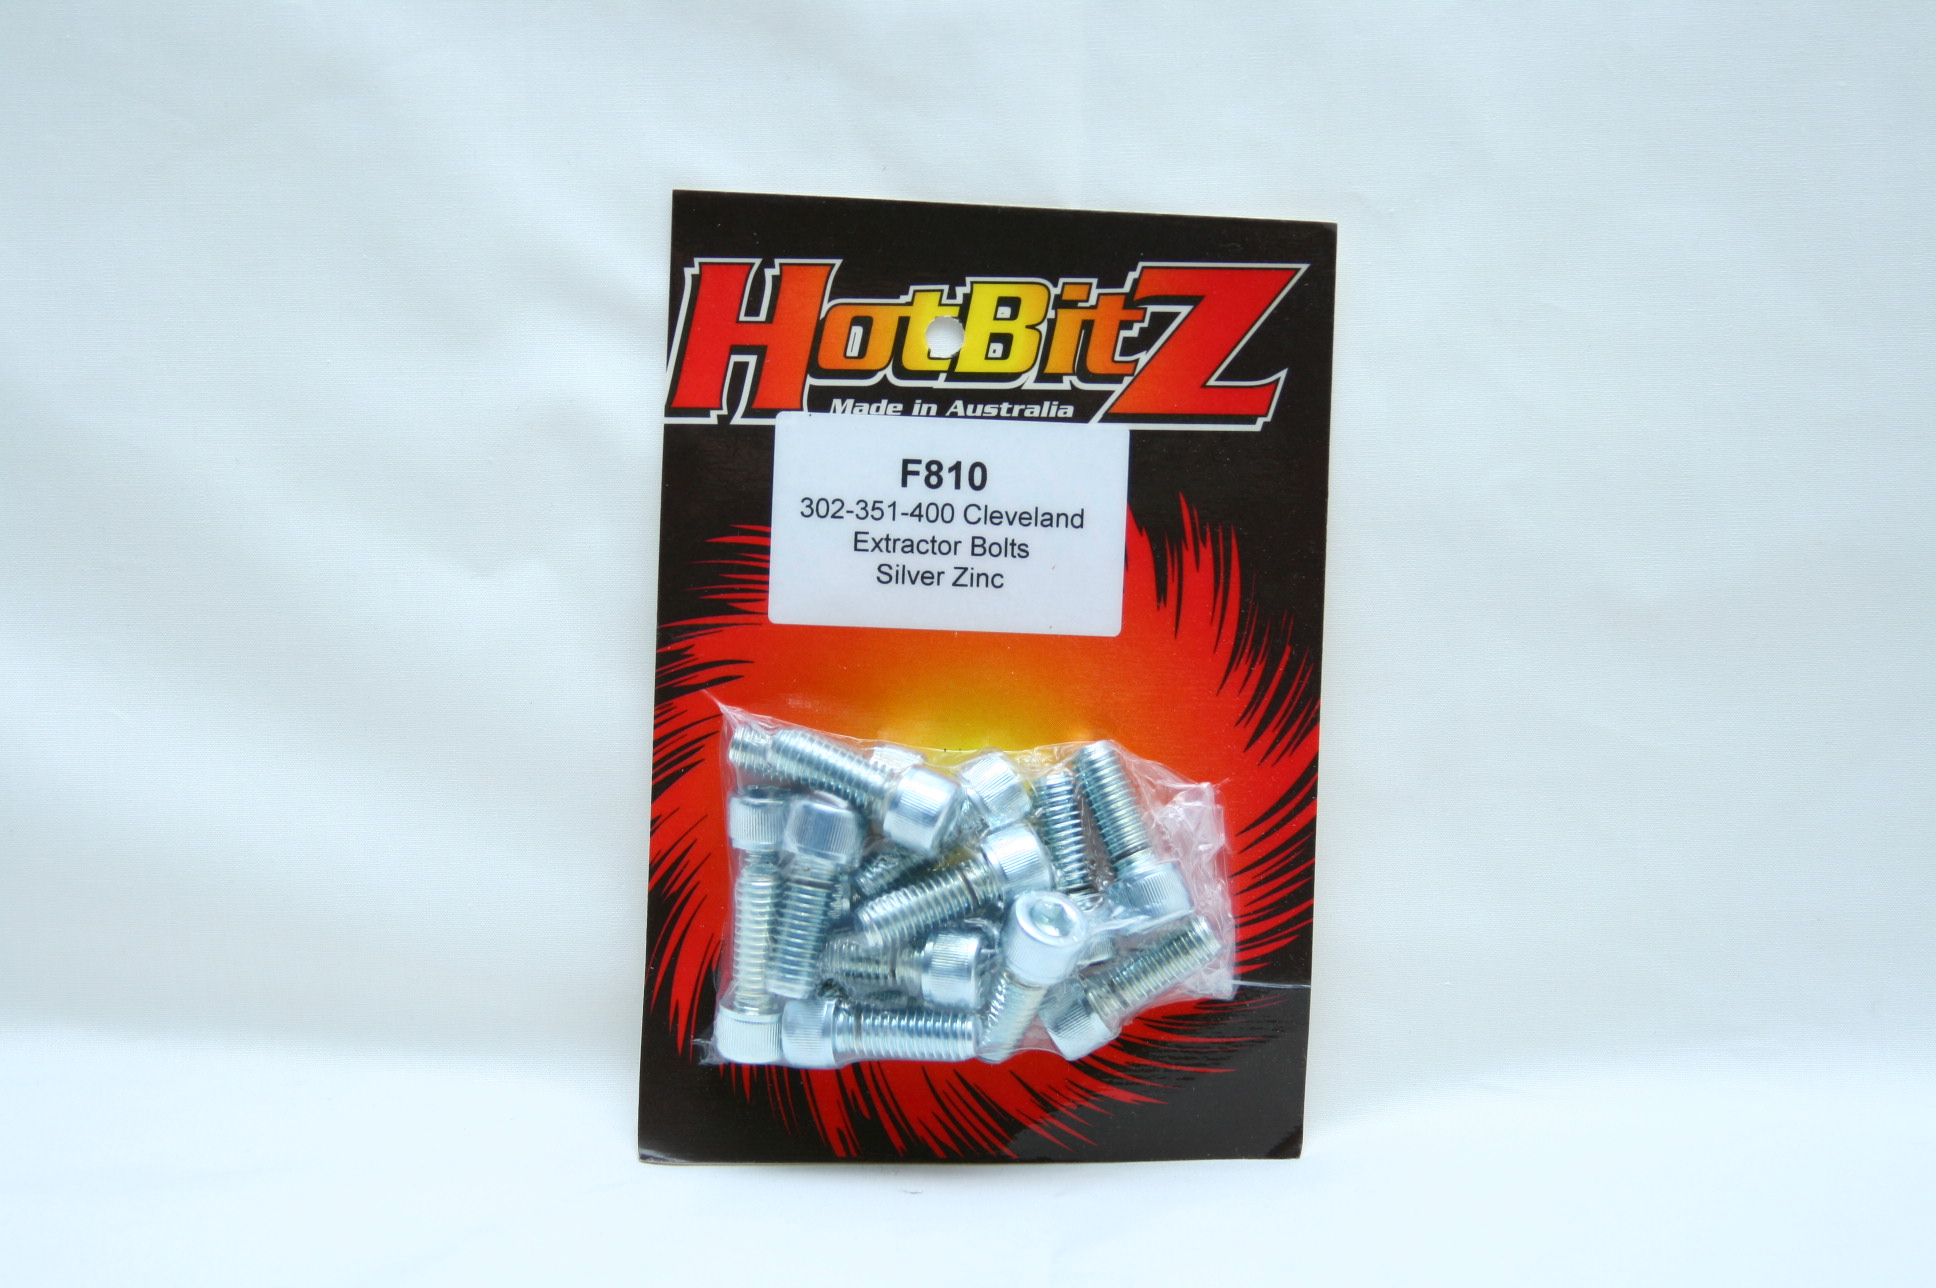 HotBitZ
Made in Australia
F810
302-351-400 Cleveland
Extractor Bolts
Silver Zinc